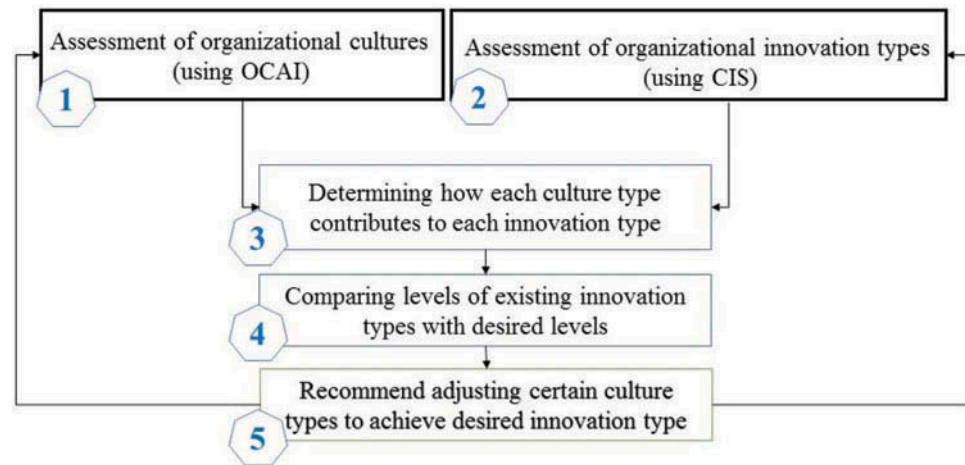 Assessment of organizational cultures
(using OCAI)
1
Assessment of organizational innovation types
(using CIS)
2
Determining how each culture type
contributes to each innovation type
3
Comparing levels of existing innovation
types with desired levels
4
Recommend adjusting certain culture
types to achieve desired innovation type
5